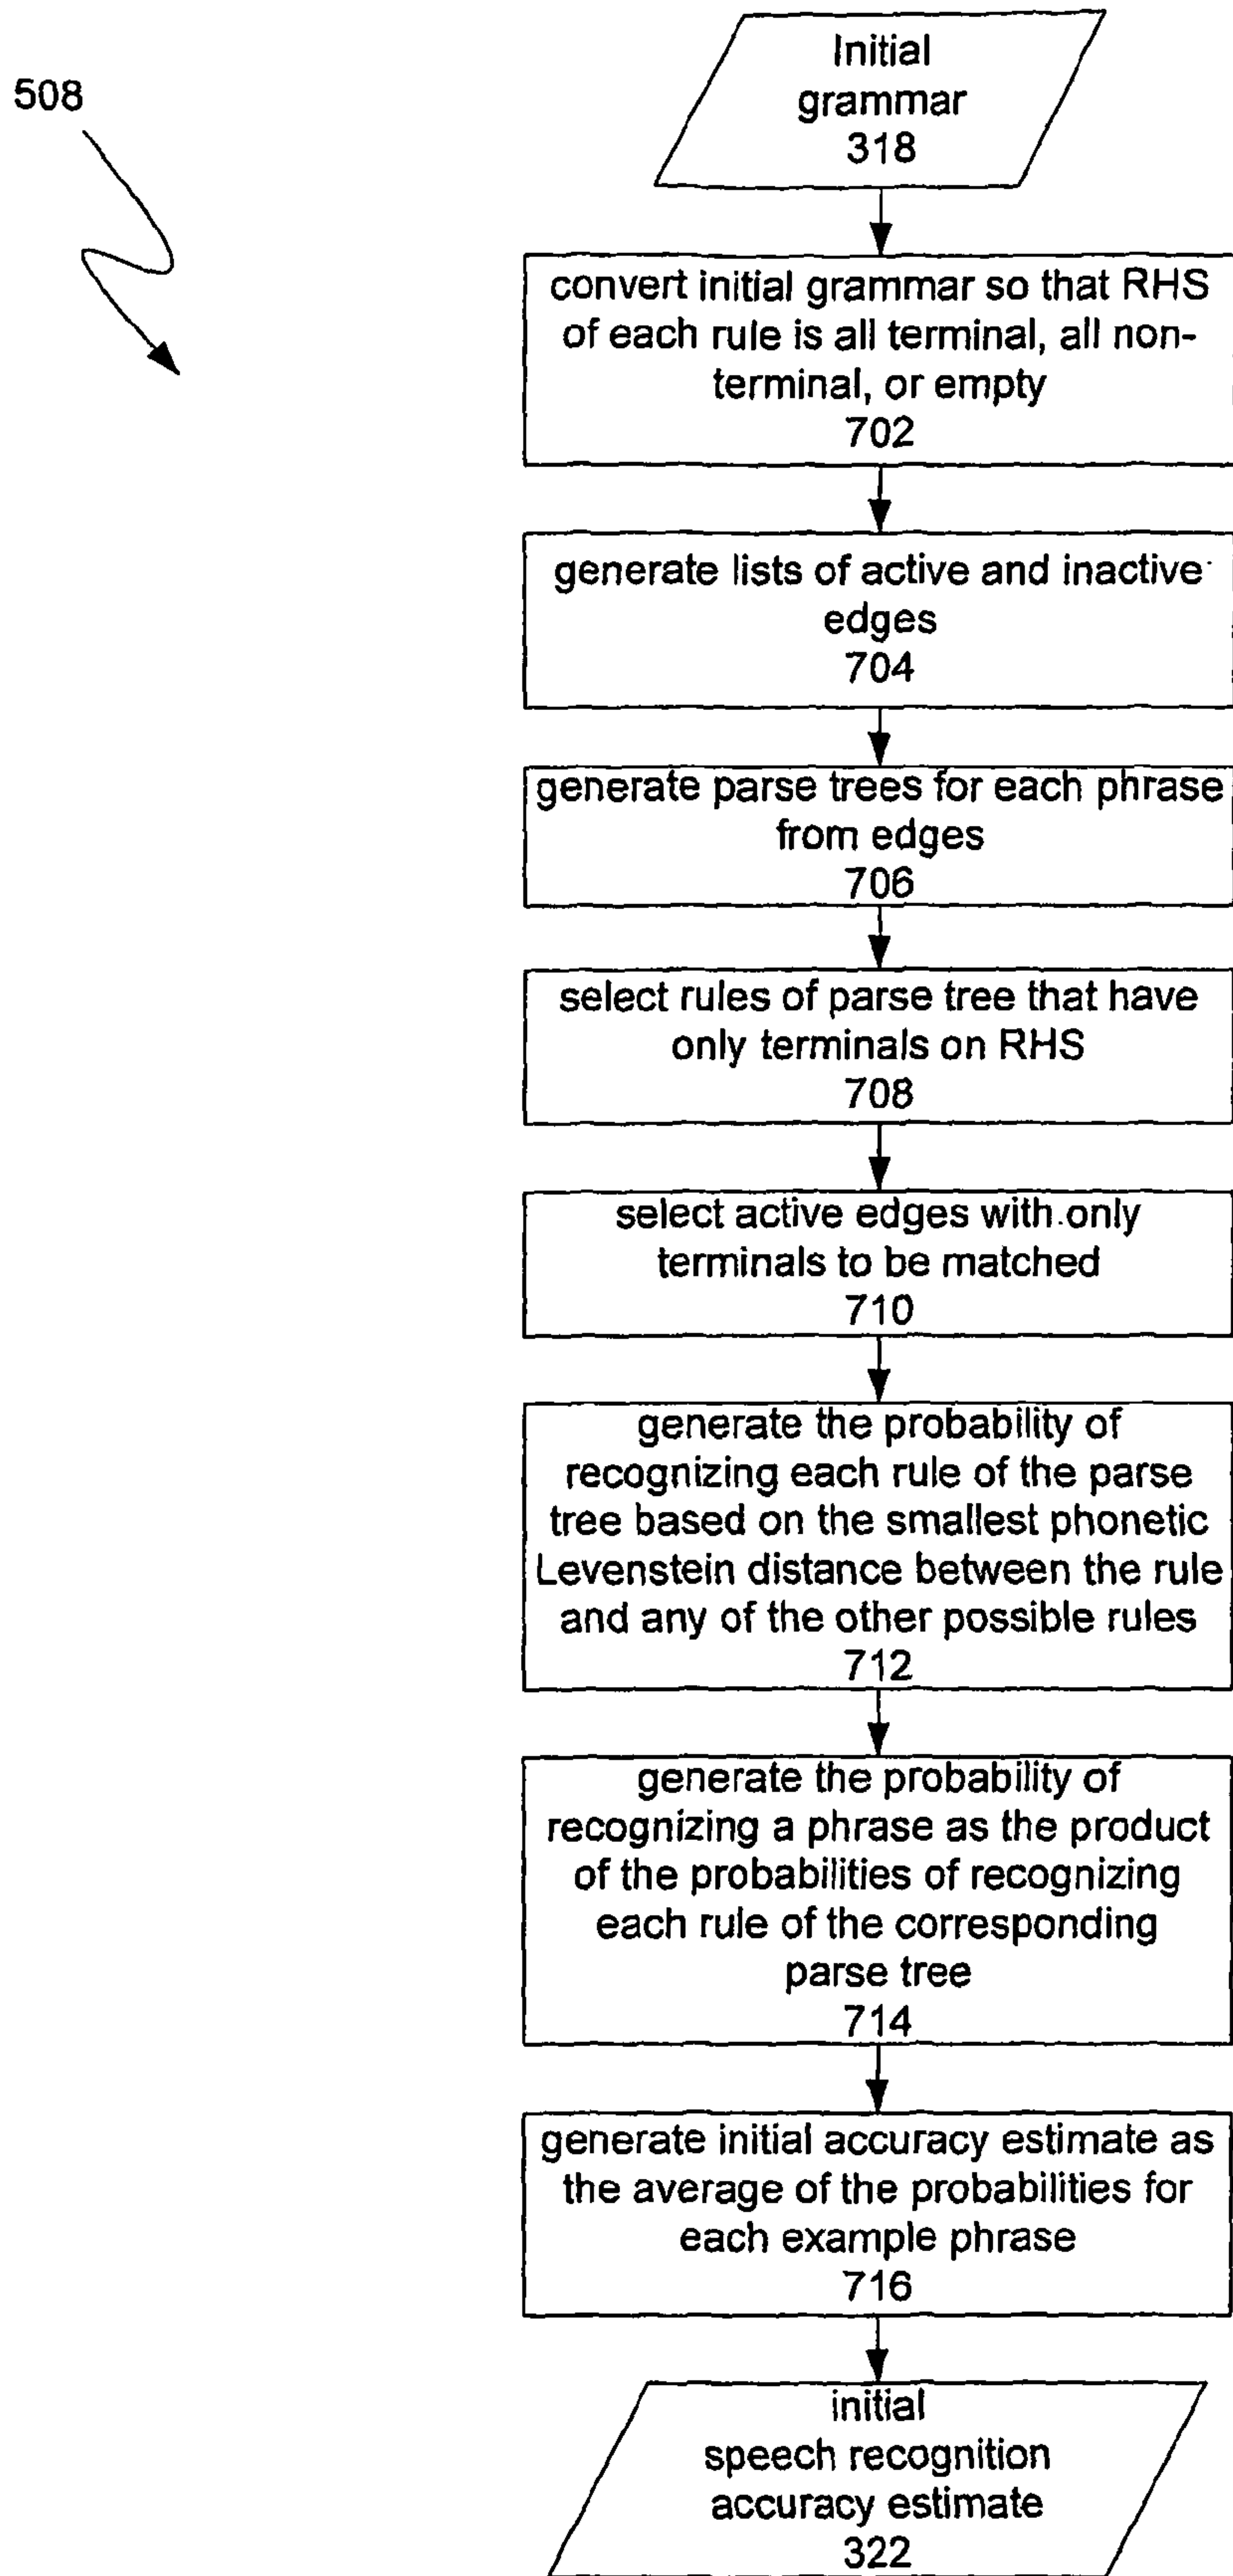 508
Initial
grammar
318
convert initial grammar so that RHS
of each rule is all terminal, all non-
terminal, or empty
702
generate lists of active and inactive
edges
704
generate parse trees for each phrase
from edges
706
select rules of parse tree that have
only terminals on RHS
708
select active edges with only
terminals to be matched
710
generate the probability of
recognizing each rule of the parse
tree based on the smallest phonetic
Levenstein distance between the rule
and any of the other possible rules
712
generate the probability of
recognizing a phrase as the product
of the probabilities of recognizing
each rule of the corresponding
parse tree
714
generate initial accuracy estimate as
the average of the probabilities for
each example phrase
716
initial
speech recognition
accuracy estimate
322